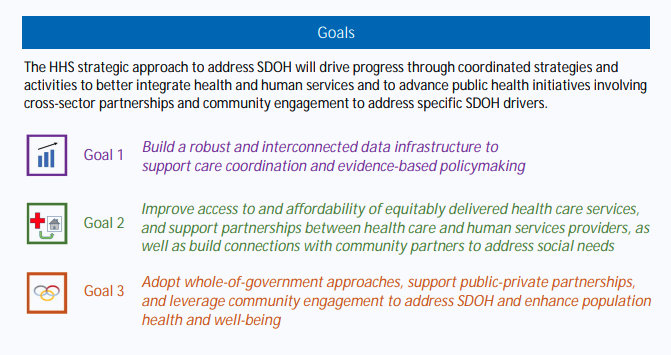 Goals
The HHS strategic approach to address SDOH will drive progress through coordinated strategies and
activities to better integrate health and human services and to advance public health initiatives involving
cross-sector partnerships and community engagement to address specific SDOH drivers.
Goal 1
Build a robust and interconnected data infrastructure to
support care coordination and evidence-based policymaking
Goal 2
Improve access to and affordability of equitably delivered health care services,
and support partnerships between health care and human services providers, as
well as build connections with community partners to address social needs
Goal 3
Adopt whole-of-government approaches, support public-private partnerships,
and leverage community engagement to address SDOH and enhance population
health and well-being